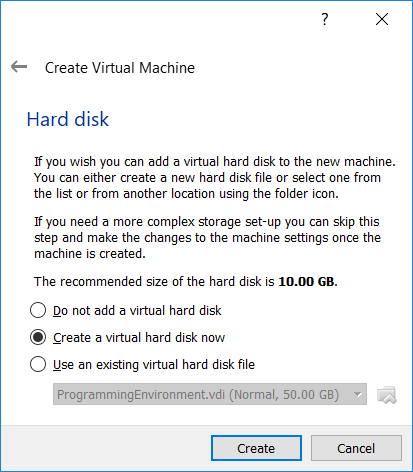 ?
Create Virtual Machine
Hard disk
If you wish you can add a virtual hard disk to the new machine.
You can either create a new hard disk file or select one from
the list or from another location using the folder icon.
If you need a more complex storage set-up you can skip this
step and make the changes to the machine settings once the
machine is created.
The recommended size of the hard disk is 10.00 GB.
Do not add a virtual hard disk
Create a virtual hard disk now
Use an existing virtual hard disk file
ProgrammingEnvironment.vdi (Normal, 50.00 GB)
Create
Cancel